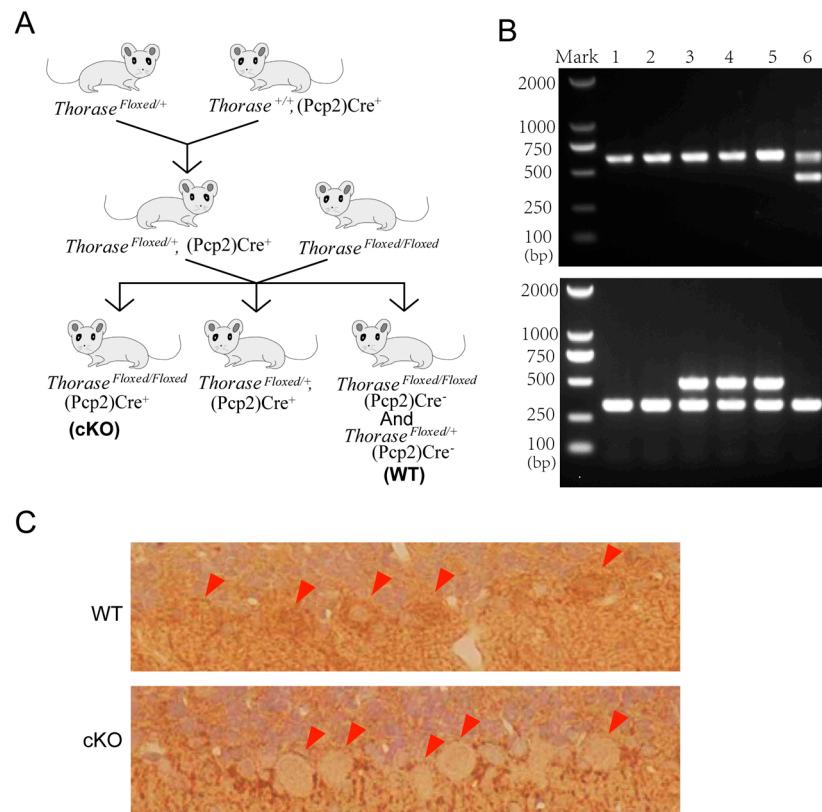 A
Thorase Floxed/+
Thorase +/+, (Pcp2)Cre+
Thorase Floxed/+, (Pcp2)Cre+
Thorase Floxed/Floxed
Thorase Floxed/Floxed
(Pcp2)Cre+
(cKO)
Thorase Floxed/+,
(Pcp2)Cre+
Thorase Floxed/Floxed
(Pcp2)Cre-
And
Thorase Floxed/+
(Pcp2)Cre-
(WT)
B
Mark 1 2 3 4 5 6
2000
1000
750
500
250
100
(bp)
2000
1000
750
500
250
100
(bp)
C
WT
cKO